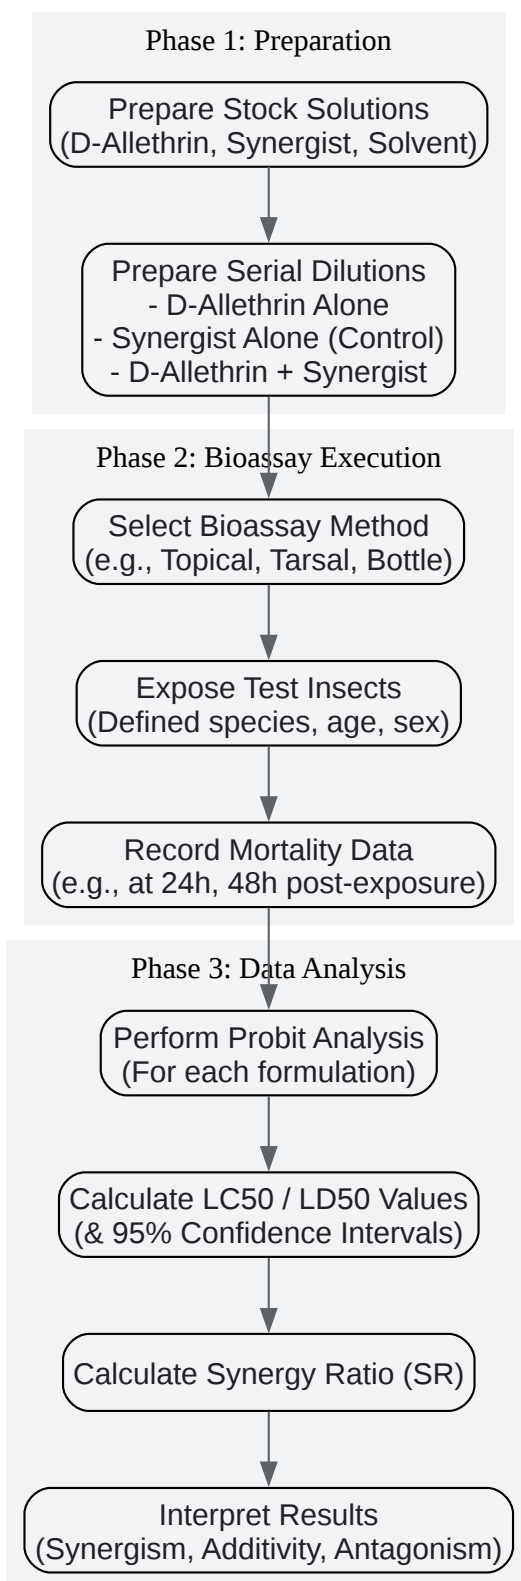 Phase 1: Preparation
Prepare Stock Solutions
(D-Allethrin, Synergist, Solvent)
Prepare Serial Dilutions
- D-Allethrin Alone
- Synergist Alone (Control)
- D-Allethrin + Synergist
Phase 2: Bioassay Execution
Select Bioassay Method
(e.g., Topical, Tarsal, Bottle)
Expose Test Insects
(Defined species, age, sex)
Record Mortality Data
(e.g., at 24h, 48h post-exposure)
Phase 3: Data Analysis
Perform Probit Analysis
(For each formulation)
Calculate LC50 / LD50 Values
(& 95% Confidence Intervals)
Calculate Synergy Ratio (SR)
Interpret Results
(Synergism, Additivity, Antagonism)